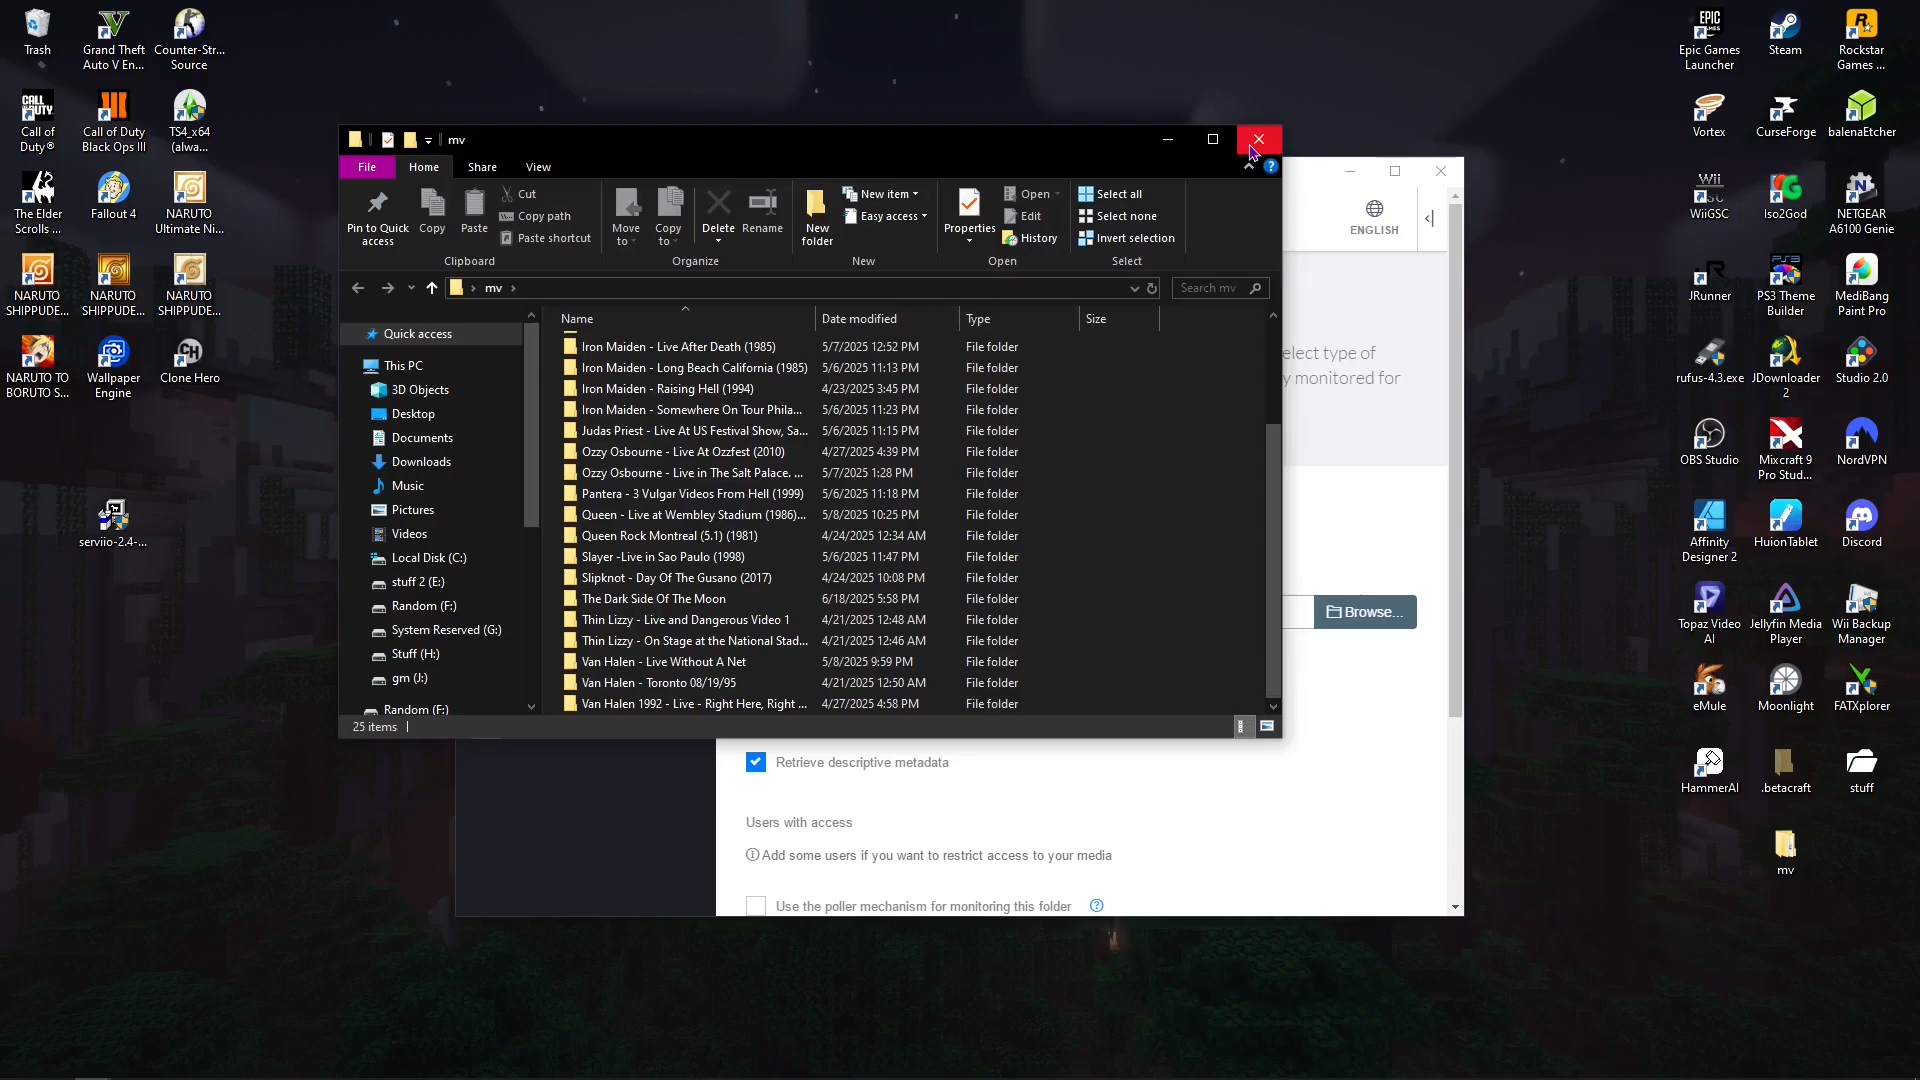 Trash
Grand Theft
Auto V En...
Counter-Str...
Source
Call of
Duty®
Call of Duty
Black Ops III
TS4_x64
(alwa...
The Elder
Scrolls ...
Fallout 4
NARUTO
Ultimate Ni...
NARUTO
SHIPPUDE...
NARUTO
SHIPPUDE...
NARUTO
SHIPPUDE...
NARUTO TO
BORUTO S...
Wallpaper
Engine
Clone Hero
serviio-2.4-...
mv
File
Home
Share
View
Pin to Quick
access
Copy
Paste
Cut
Copy path
Paste shortcut
Clipboard
Move
to
Copy
to
Delete
Rename
Organize
New
folder
New item
Easy access
New
Properties
Open
Edit
History
Open
Select all
Select none
Invert selection
Select
mv
Search mv
Quick access
This PC
3D Objects
Desktop
Documents
Downloads
Music
Pictures
Videos
Local Disk (C:)
stuff 2 (E:)
Random (F:)
System Reserved (G:)
Stuff (H:)
gm (J:)
Random (F:)
Name Date modified Type Size
Iron Maiden - Live After Death (1985) 5/7/2025 12:52 PM File folder
Iron Maiden - Long Beach California (1985) 5/6/2025 11:13 PM File folder
Iron Maiden - Raising Hell (1994) 4/23/2025 3:45 PM File folder
Iron Maiden - Somewhere On Tour Phila... 5/6/2025 11:23 PM File folder
Judas Priest - Live At US Festival Show, Sa... 5/6/2025 11:15 PM File folder
Ozzy Osbourne - Live At Ozzfest (2010) 4/27/2025 4:39 PM File folder
Ozzy Osbourne - Live in The Salt Palace. ... 5/7/2025 1:28 PM File folder
Pantera - 3 Vulgar Videos From Hell (1999) 5/6/2025 11:18 PM File folder
Queen - Live at Wembley Stadium (1986)... 5/8/2025 10:25 PM File folder
Queen Rock Montreal (5.1) (1981) 4/24/2025 12:34 AM File folder
Slayer -Live in Sao Paulo (1998) 5/6/2025 11:47 PM File folder
Slipknot - Day Of The Gusano (2017) 4/24/2025 10:08 PM File folder
The Dark Side Of The Moon 6/18/2025 5:58 PM File folder
Thin Lizzy - Live and Dangerous Video 1 4/21/2025 12:48 AM File folder
Thin Lizzy - On Stage at the National Stad... 4/21/2025 12:46 AM File folder
Van Halen - Live Without A Net 5/8/2025 9:59 PM File folder
Van Halen - Toronto 08/19/95 4/21/2025 12:50 AM File folder
Van Halen 1992 - Live - Right Here, Right ... 4/27/2025 4:58 PM File folder
25 items
ENGLISH
elect type of
y monitored for
Browse...
Retrieve descriptive metadata
Users with access
Add some users if you want to restrict access to your media
Use the poller mechanism for monitoring this folder
Epic Games
Launcher
Steam
Rockstar
Games ...
Vortex
CurseForge
balenaEtcher
WiiGSC
Iso2God
NETGEAR
A6100 Genie
JRunner
PS3 Theme
Builder
MediBang
Paint Pro
rufus-4.3.exe
JDownloader
2
Studio 2.0
OBS Studio
Mixcraft 9
Pro Stud...
NordVPN
Affinity
Designer 2
HuionTablet
Discord
Topaz Video
AI
Jellyfin Media
Player
Wii Backup
Manager
eMule
Moonlight
FATXplorer
HammerAI
.betacraft
stuff
mv